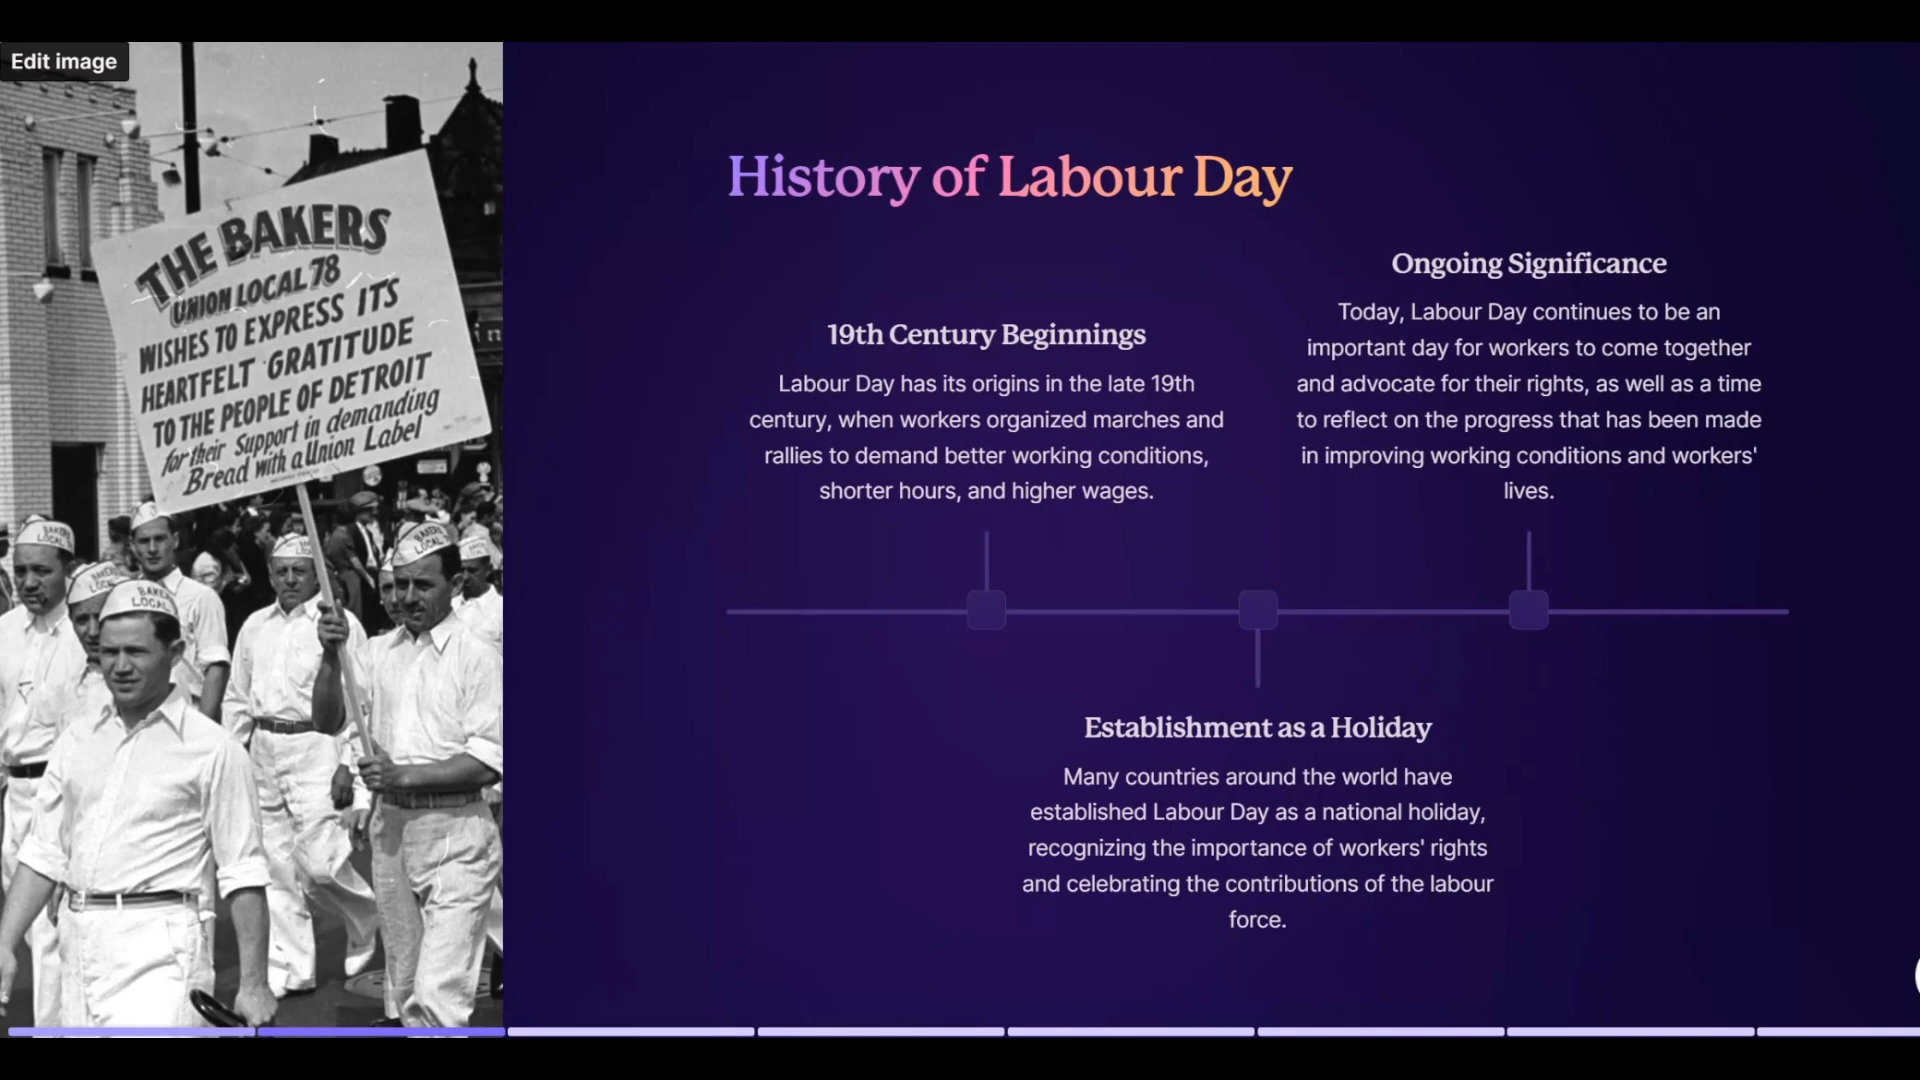 Edit image
THE BAKERS
UNION LOCAL 78
WISHES TO EXPRESS ITS
HEARTFELT GRATITUDE
TO THE PEOPLE OF DETROIT
for their Support in demanding
Bread with a Union Label
BAKERS
LOCAL
BAKERS
LOCAL
History of Labour Day
19th Century Beginnings
Labour Day has its origins in the late 19th
century, when workers organized marches and
rallies to demand better working conditions,
shorter hours, and higher wages.
Ongoing Significance
Today, Labour Day continues to be an
important day for workers to come together
and advocate for their rights, as well as a time
to reflect on the progress that has been made
in improving working conditions and workers'
lives.
Establishment as a Holiday
Many countries around the world have
established Labour Day as a national holiday,
recognizing the importance of workers' rights
and celebrating the contributions of the labour
force.